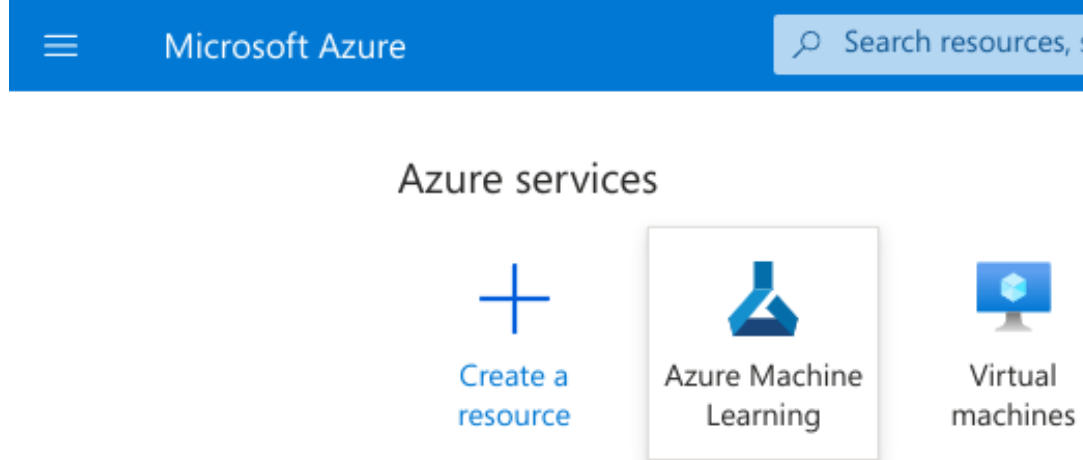 Microsoft Azure
Search resources,
Azure services
Create a
resource
Azure Machine
Learning
Virtual
machines